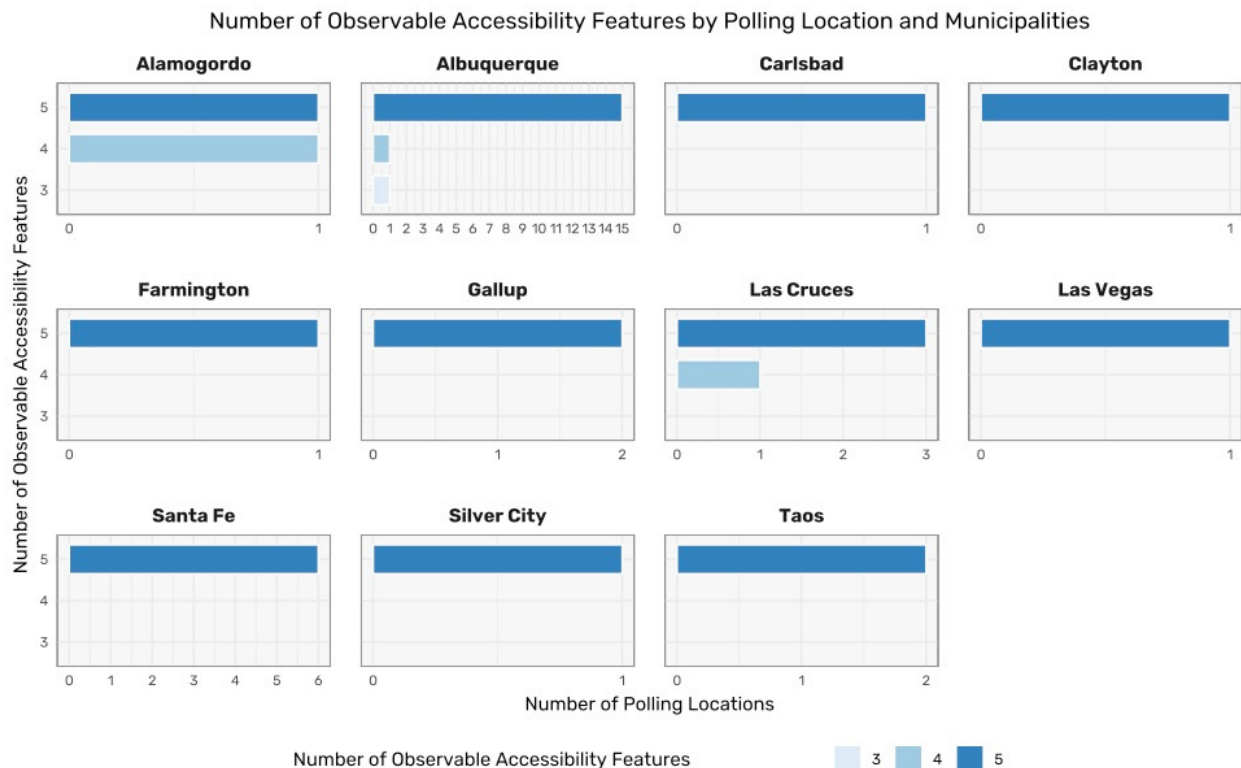 Number of Observable Accessibility Features by Polling Location and Municipalities
Alamogordo Albuquerque Carlsbad Clayton
5
4
3
0 1 0 1 2 3 4 5 6 7 8 9 10 11 12 13 14 15 0 1 0 1
Farmington Gallup Las Cruces Las Vegas
5
4
3
0 1 0 1 2 0 1 2 3 0 1
Santa Fe Silver City Taos
5
4
3
0 1 2 3 4 5 6 0 1 0 1 2
Number of Observable Accessibility Features
Number of Polling Locations
Number of Observable Accessibility Features 3 4 5